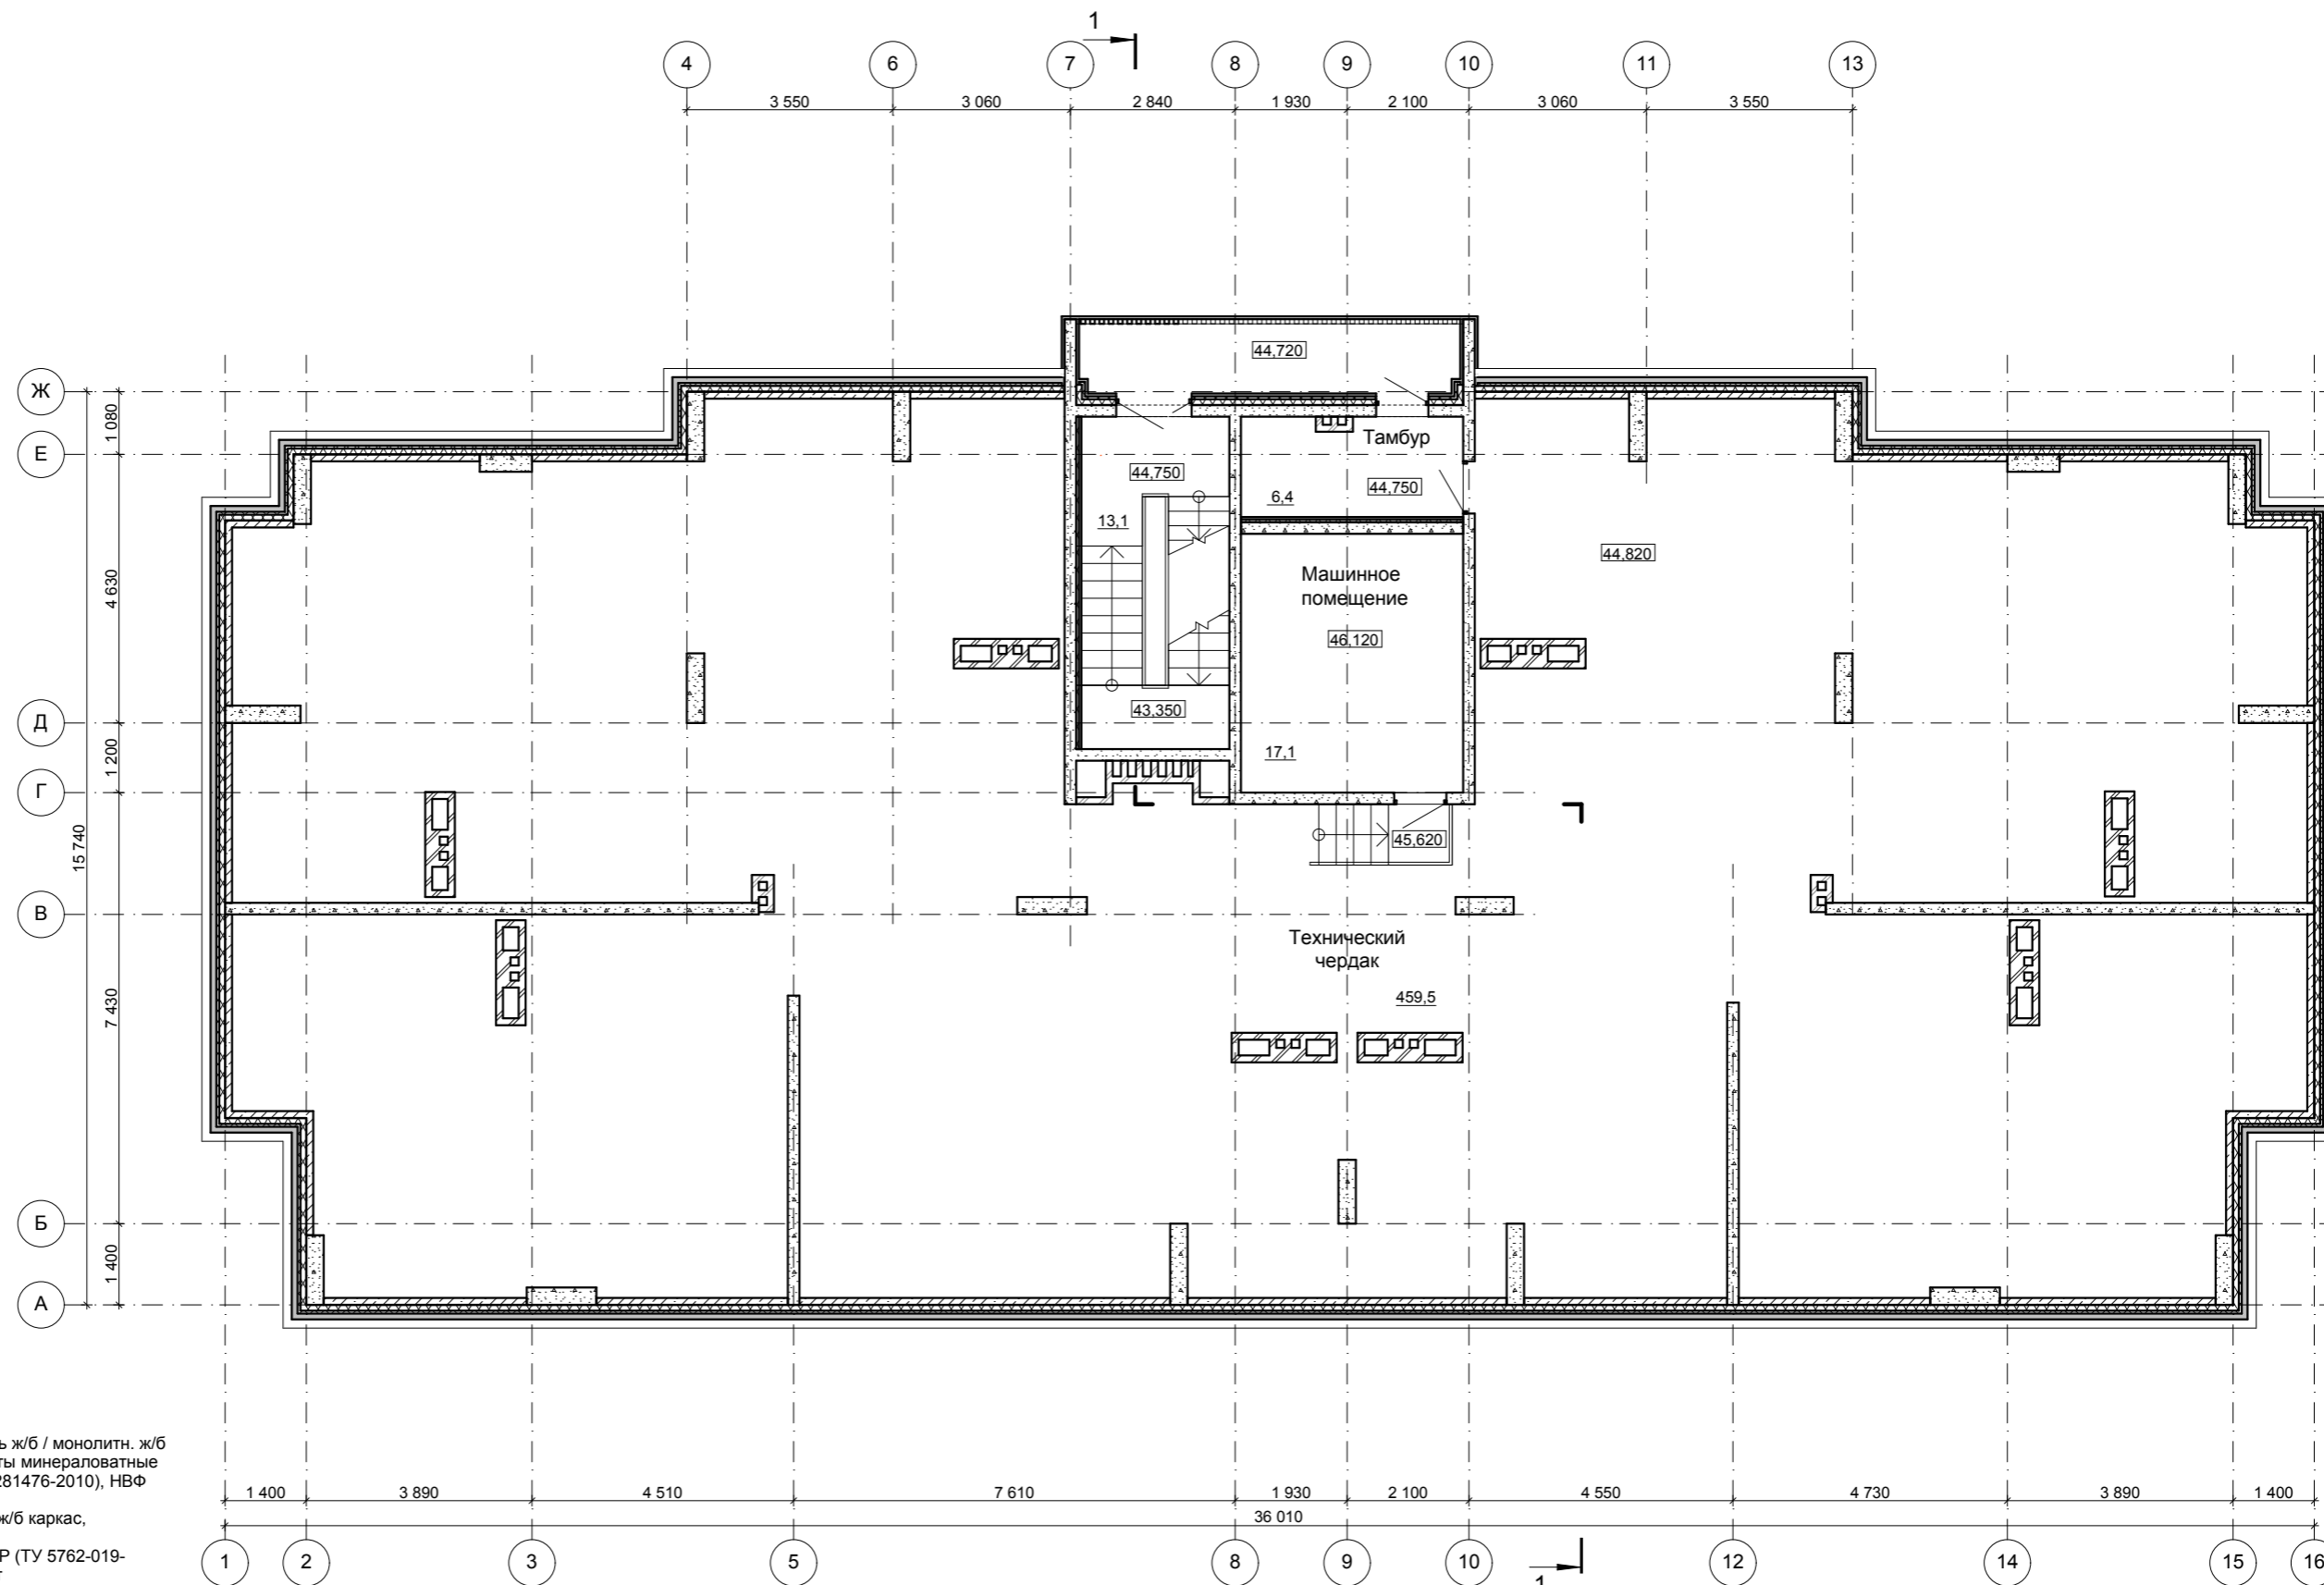 1
4 6 7 8 9 10 11 13
3 550 3 060 2 840 1 930 2 100 3 060 3 550
44,720
Ж
1 080
Е
Тамбур
44,750
6,4 44,750
13,1
44,820
4 630
Машинное
помещение
46,120
43,350
Д
17,1
1 200
Г
15 740
45,620
В
Технический
чердак
459,5
7 430
Б
1 400
А
ь ж/б / монолитн. ж/б
ты минераловатные
281476-2010), НВФ
ж/б каркас,
Р (ТУ 5762-019-
1 400 3 890 4 510 7 610 1 930 2 100 4 550 4 730 3 890 1 400
36 010
1 2 3 5 8 9 10 12 14 15 16
1